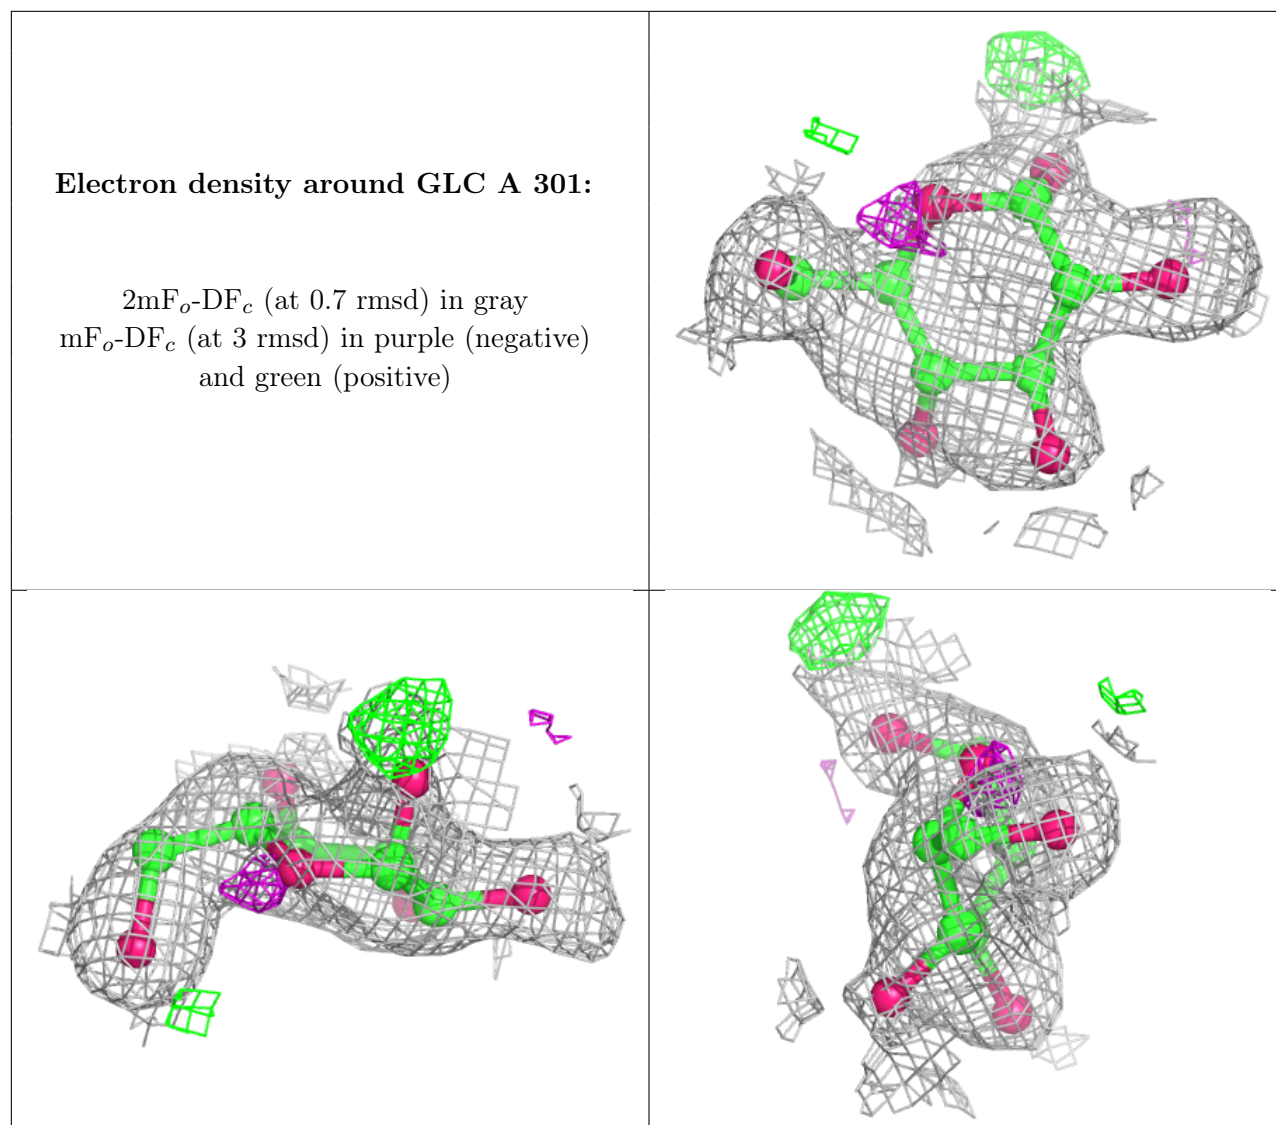 Electron density around GLC A 301:
2mFo-DFc (at 0.7 rmsd) in gray
mFo-DFc (at 3 rmsd) in purple (negative)
and green (positive)